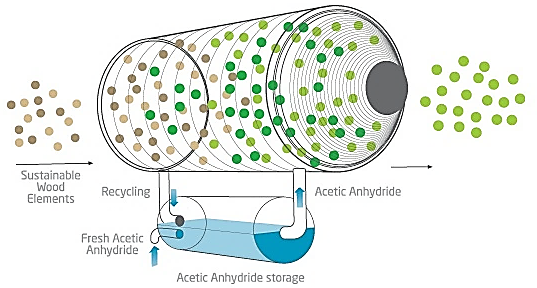 Sustainable
Wood
Elements
Recycling
Acetic Anhydride
Fresh Acetic
Anhydride
Acetic Anhydride storage